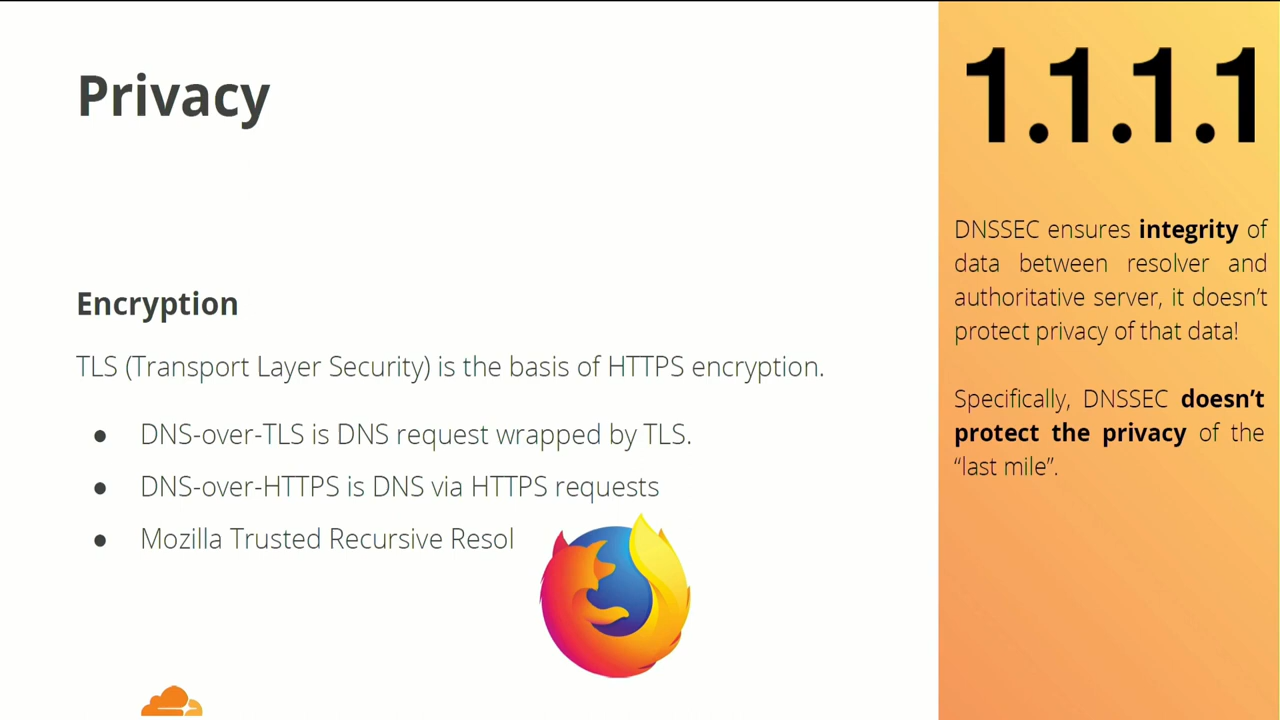 Privacy
Encryption
TLS (Transport Layer Security) is the basis of HTTPS encryption.
● DNS-over-TLS is DNS request wrapped by TLS.
● DNS-over-HTTPS is DNS via HTTPS requests
● Mozilla Trusted Recursive Resol
1.1.1.1
DNSSEC ensures integrity of
data between resolver and
authoritative server, it doesn’t
protect privacy of that data!
Specifically, DNSSEC doesn’t
protect the privacy of the
“last mile”.